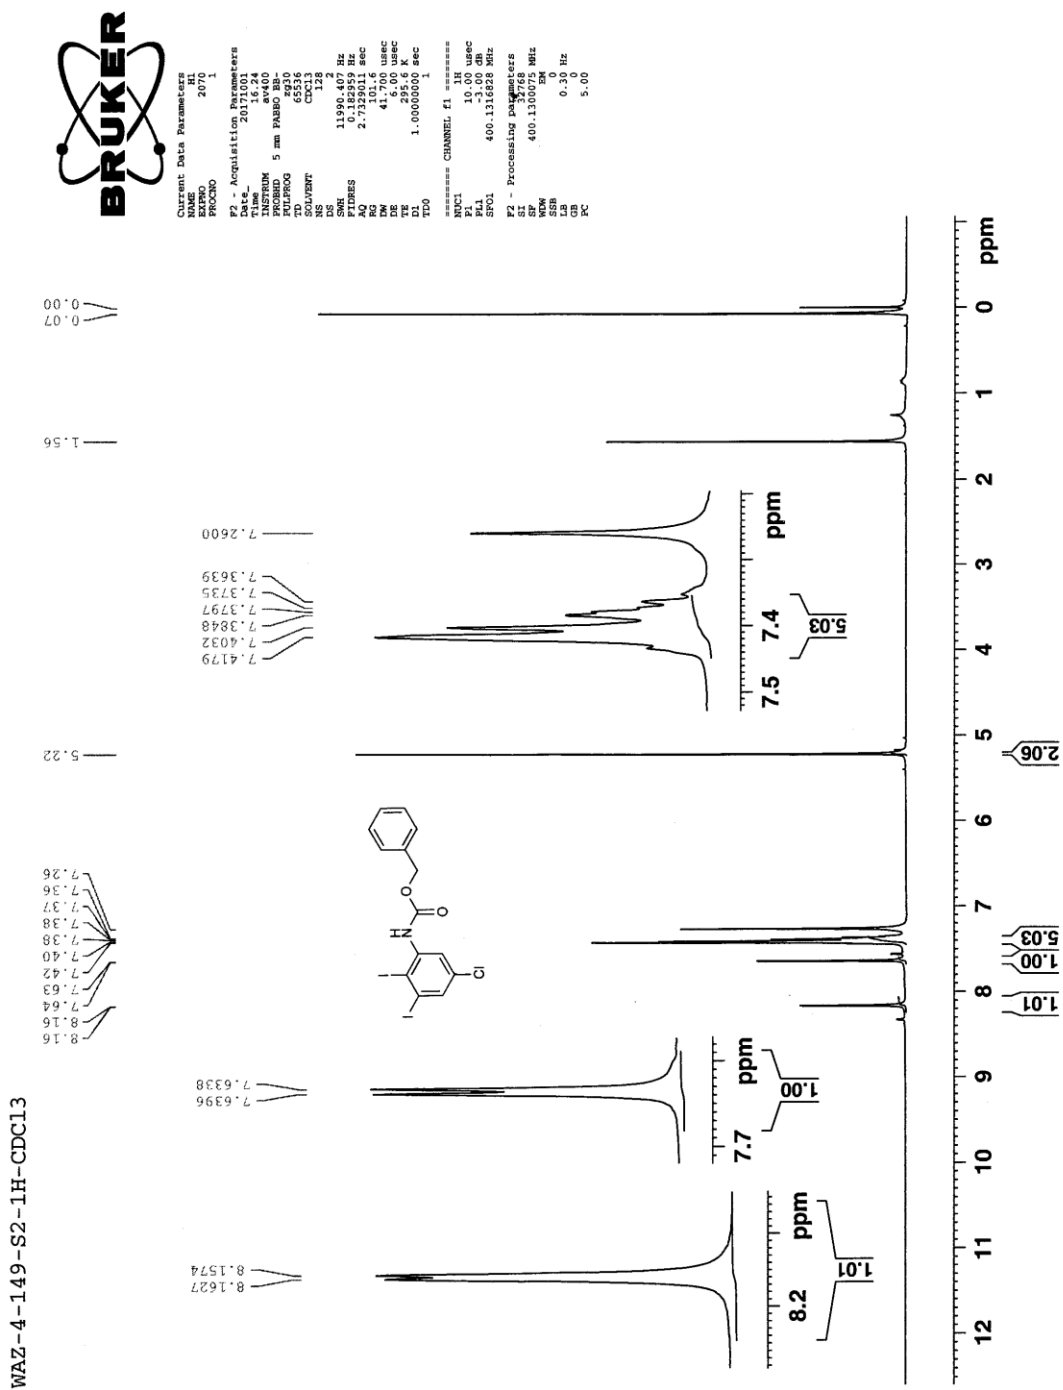 WAZ-4-149-S2-1H-CDCl3
BRUKER
Current Data Parameters
NAME H1
EXPNO 2070
PROCNO 1
F2 - Acquisition Parameters
Date_ 20171001
Time 16.24
INSTRUM av400
PROBHD 5 mm PABBO BB-
PULPROG zg30
TD 65536
SOLVENT CDCl3
NS 128
DS 2
SWH 11990.407 Hz
FIDRES 0.182959 Hz
AQ 2.7329011 sec
RG 101.6
DW 41.700 usec
DE 6.00 usec
TE 295.6 K
D1 1.00000000 sec
TD0 1
======== CHANNEL f1 ========
NUC1 1H
P1 10.00 usec
PL1 -3.00 dB
SFO1 400.1316828 MHz
F2 - Processing parameters
SI 32768
SF 400.1300075 MHz
WDW EM
SSB 0
LB 0.30 Hz
GB 0
PC 5.00
8.16
8.16
7.64
7.63
7.42
7.40
7.38
7.38
7.37
7.36
7.26
5.22
1.56
0.07
0.00
8.1627
8.1574
7.6396
7.6338
7.4179
7.4032
7.3848
7.3797
7.3735
7.3639
7.2600
I
I
Cl
H
N
O
O
8.2 ppm
1.01
7.7 ppm
1.00
7.5 7.4 ppm
5.03
12 11 10 9 8 7 6 5 4 3 2 1 0 ppm
1.01
1.00
5.03
2.06